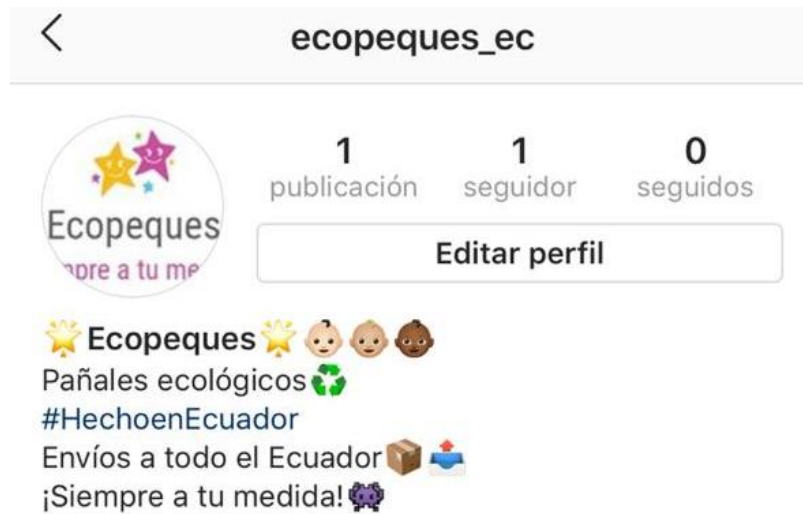 ecopeques_ec
1 1 0
publicación seguidor seguidos
Ecopeques
a tu
Editar perfil
🌟Ecopeques🌟👶🏻👶🏼👶🏾
Pañales ecológicos♻️
#HechoenEcuador
Envíos a todo el Ecuador📦📤
¡Siempre a tu medida!👾